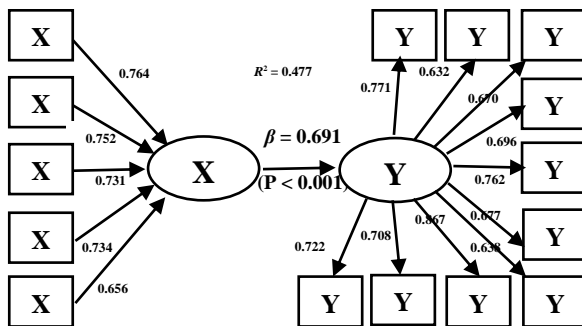 X
Y
Y
Y
0.764
R² = 0.477
0.771
0.632
0.670
X
Y
0.752
β = 0.691
0.696
X
0.731
X
(P < 0.001)
Y
0.762
Y
X
0.734
0.677
Y
0.722
0.708
0.867
0.638
X
0.656
Y
Y
Y
Y